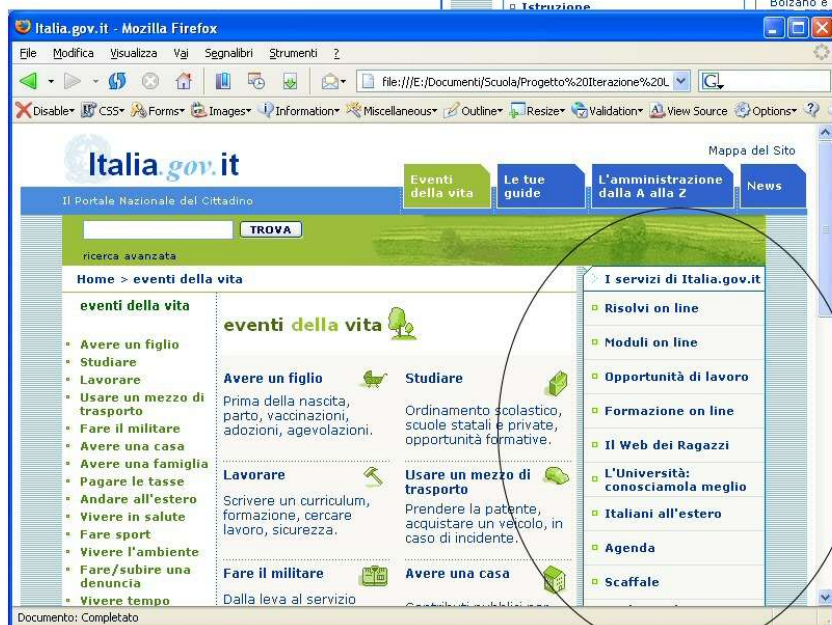 Istruzione
Bolzano e
Italia.gov.it - Mozilla Firefox
File Modifica Visualizza Vai Segnalibri Strumenti ?
file:///E:/Documenti/Scuola/Progetto%20Iterazione%20L
Disable CSS Forms Images Information Miscellaneous Outline Resize Validation View Source Options
Mappa del Sito
Italia.gov.it
Il Portale Nazionale del Cittadino
Eventi
della vita
Le tue
guide
L'amministrazione
dalla A alla Z
News
TROVA
ricerca avanzata
Home > eventi della vita
eventi della vita
Avere un figlio
Studiare
Lavorare
Usare un mezzo di
trasporto
Fare il militare
Avere una casa
Avere una famiglia
Pagare le tasse
Andare all'estero
Vivere in salute
Fare sport
Vivere l'ambiente
Fare/subire una
denuncia
Vivere tempo
eventi della vita
Avere un figlio
Prima della nascita,
parto, vaccinazioni,
adozioni, agevolazioni.
Studiare
Ordinamento scolastico,
scuole statali e private,
opportunità formative.
Lavorare
Scrivere un curriculum,
formazione, cercare
lavoro, sicurezza.
Usare un mezzo di
trasporto
Prendere la patente,
acquistare un veicolo, in
caso di incidente.
Fare il militare
Dalla leva al servizio
Avere una casa
Contributi pubblici per
I servizi di Italia.gov.it
Risolvi on line
Moduli on line
Opportunità di lavoro
Formazione on line
Il Web dei Ragazzi
L'Università:
conosciamola meglio
Italiani all'estero
Agenda
Scaffale
Documento: Completato